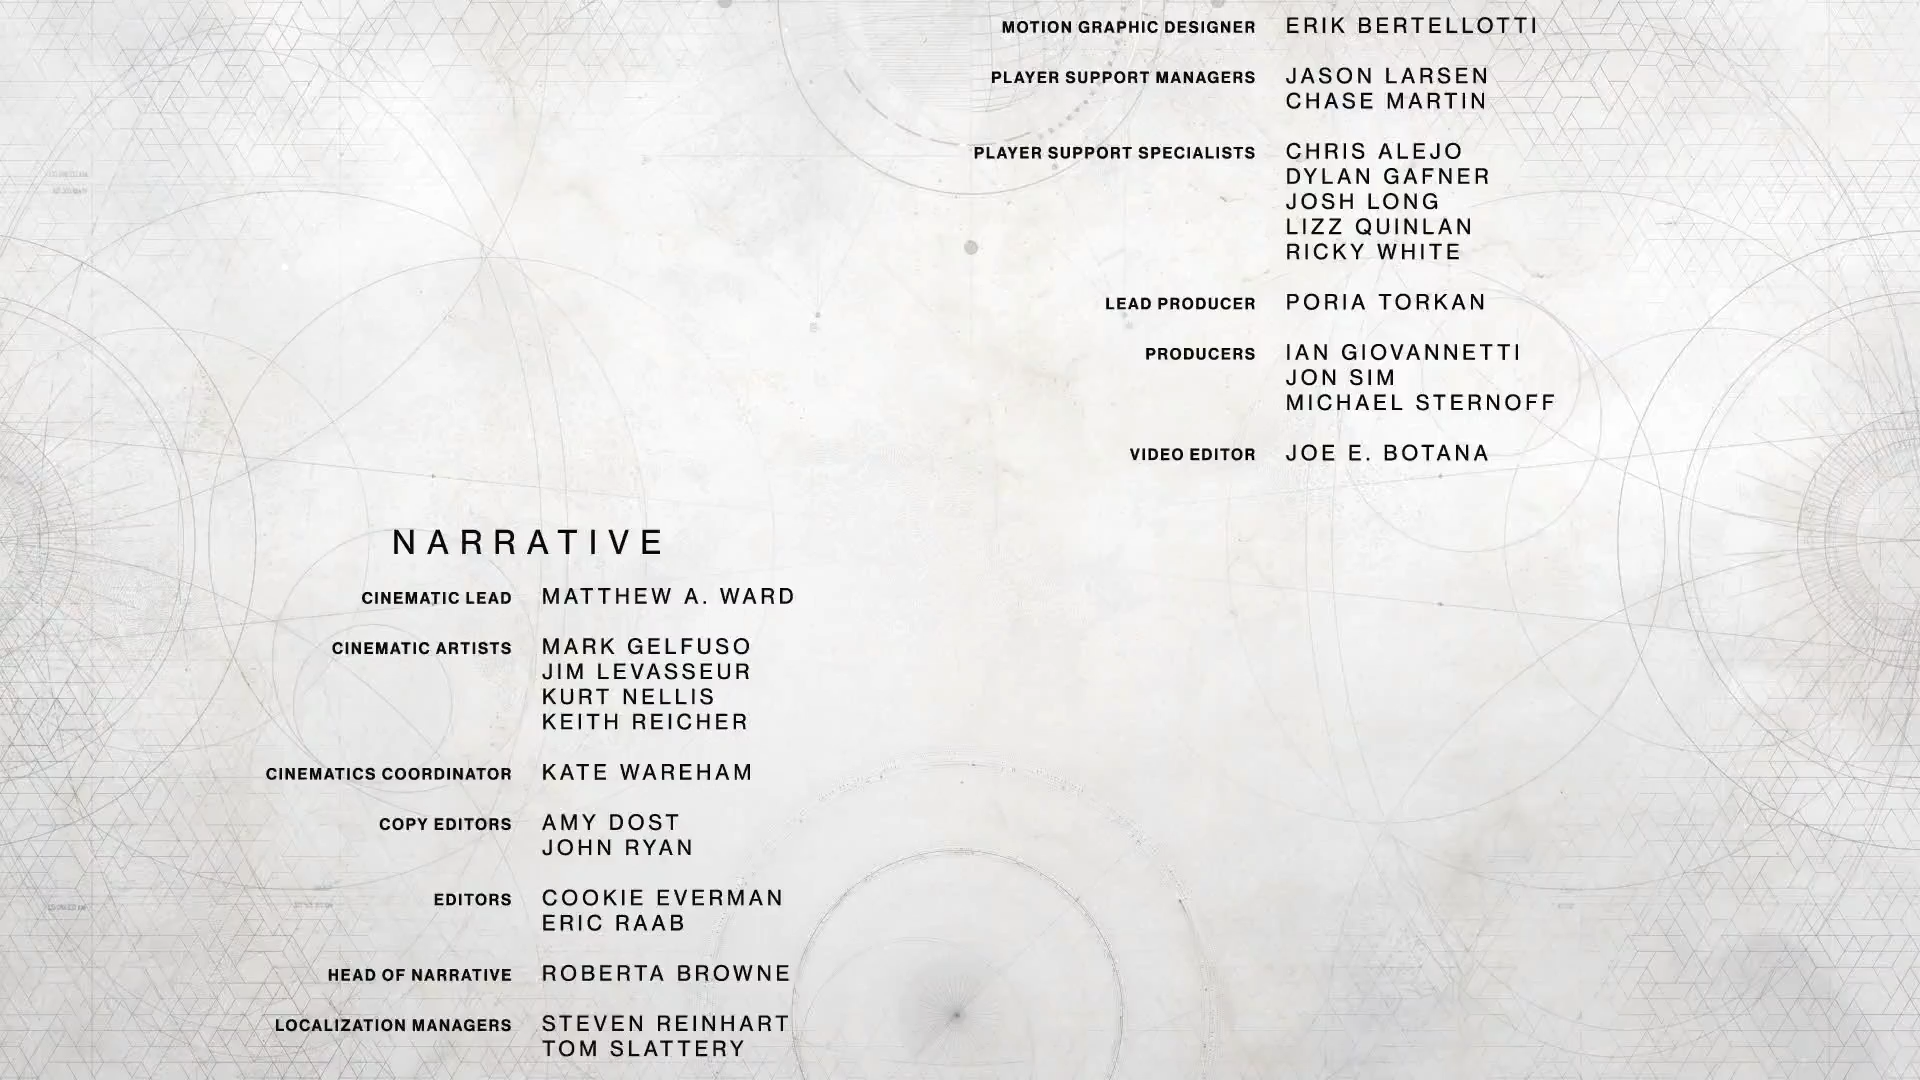 MOTION GRAPHIC DESIGNER ERIK BERTELLOTTI
PLAYER SUPPORT MANAGERS JASON LARSEN
CHASE MARTIN
PLAYER SUPPORT SPECIALISTS CHRIS ALEJO
DYLAN GAFNER
JOSH LONG
LIZZ QUINLAN
RICKY WHITE
LEAD PRODUCER PORIA TORKAN
PRODUCERS IAN GIOVANNETTI
JON SIM
MICHAEL STERNOFF
VIDEO EDITOR JOE E. BOTANA
NARRATIVE
CINEMATIC LEAD MATTHEW A. WARD
CINEMATIC ARTISTS MARK GELFUSO
JIM LEVASSEUR
KURT NELLIS
KEITH REICHER
CINEMATICS COORDINATOR KATE WAREHAM
COPY EDITORS AMY DOST
JOHN RYAN
EDITORS COOKIE EVERMAN
ERIC RAAB
HEAD OF NARRATIVE ROBERTA BROWNE
LOCALIZATION MANAGERS STEVEN REINHART
TOM SLATTERY